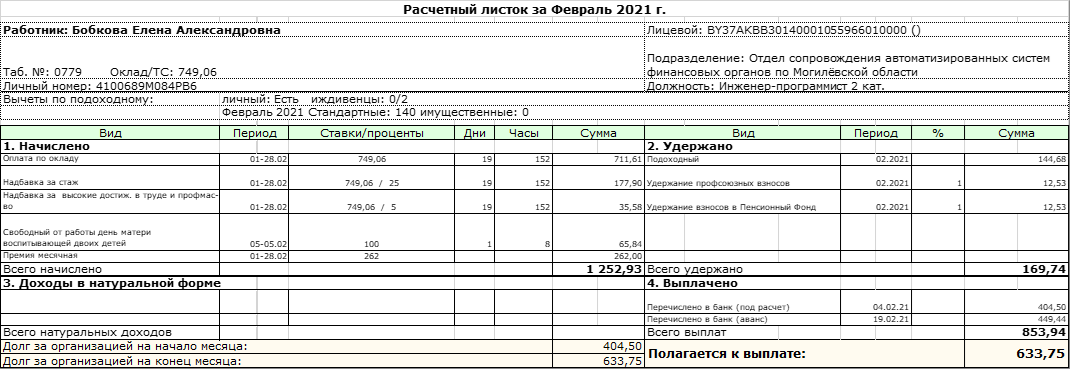 Расчетный листок за Февраль 2021 г.
Работник: Бобкова Елена Александровна
Лицевой: BY37AKBB30140001055966010000 ()
Таб. №: 0779 Оклад/ТС: 749,06
Подразделение: Отдел сопровождения автоматизированных систем
финансовых органов по Могилёвской области
Личный номер: 4100689M084PB6
Должность: Инженер-программист 2 кат.
Вычеты по подоходному: личный: Есть иждивенцы: 0/2
Февраль 2021 Стандартные: 140 имущественные: 0
Вид Период Ставки/проценты Дни Часы Сумма Вид Период % Сумма
1. Начислено 2. Удержано
Оплата по окладу 01-28.02 749,06 19 152 711,61 Подоходный 02.2021 144,68
Надбавка за стаж 01-28.02 749,06 / 25 19 152 177,90 Удержание профсоюзных взносов 02.2021 1 12,53
Надбавка за высокие достиж. в труде и профмас-
во 01-28.02 749,06 / 5 19 152 35,58 Удержание взносов в Пенсионный Фонд 02.2021 1 12,53
Свободный от работы день матери
воспитывающей двоих детей 05-05.02 100 1 8 65,84
Премия месячная 01-28.02 262 262,00
Всего начислено 1 252,93 Всего удержано 169,74
3. Доходы в натуральной форме 4. Выплачено
Перечислено в банк (под расчет) 04.02.21 404,50
Перечислено в банк (аванс) 19.02.21 449,44
Всего натуральных доходов Всего выплат 853,94
Долг за организацией на начало месяца: 404,50
Полагается к выплате: 633,75
Долг за организацией на конец месяца: 633,75